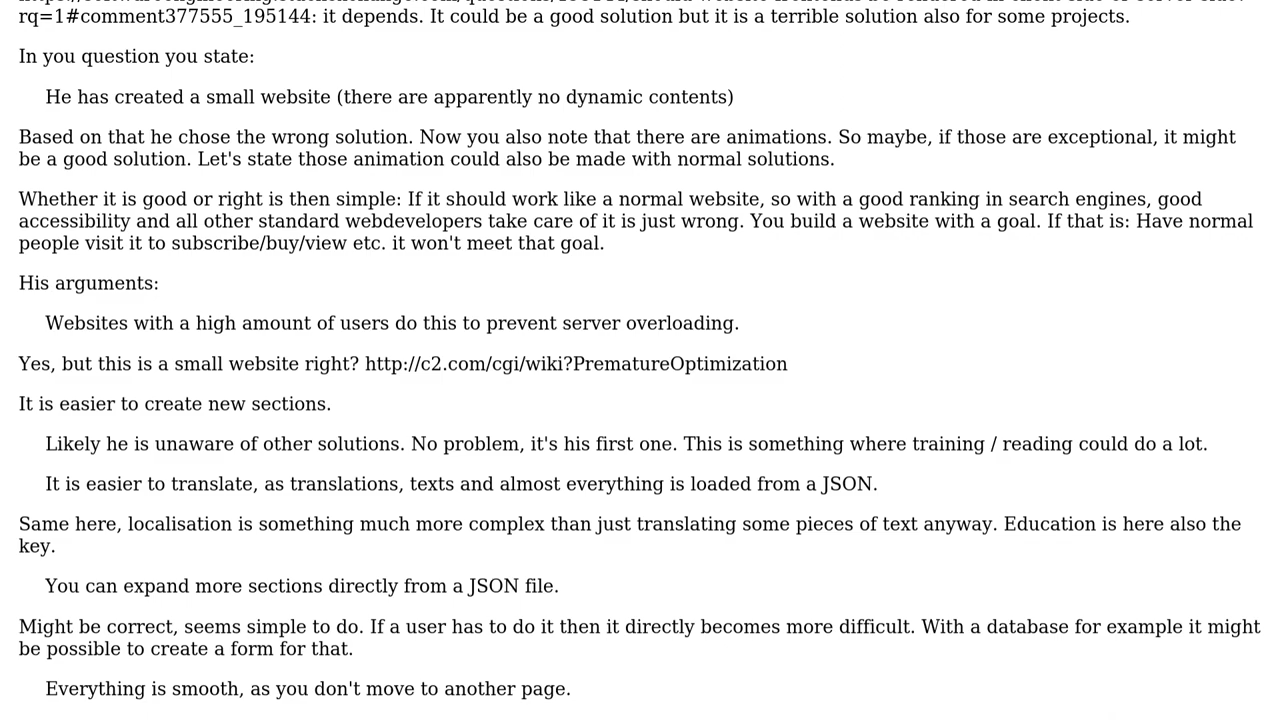 rq=1#comment377555_195144: it depends. It could be a good solution but it is a terrible solution also for some projects.
In you question you state:
He has created a small website (there are apparently no dynamic contents)
Based on that he chose the wrong solution. Now you also note that there are animations. So maybe, if those are exceptional, it might
be a good solution. Let's state those animation could also be made with normal solutions.
Whether it is good or right is then simple: If it should work like a normal website, so with a good ranking in search engines, good
accessibility and all other standard webdevelopers take care of it is just wrong. You build a website with a goal. If that is: Have normal
people visit it to subscribe/buy/view etc. it won't meet that goal.
His arguments:
Websites with a high amount of users do this to prevent server overloading.
Yes, but this is a small website right? http://c2.com/cgi/wiki?PrematureOptimization
It is easier to create new sections.
Likely he is unaware of other solutions. No problem, it's his first one. This is something where training / reading could do a lot.
It is easier to translate, as translations, texts and almost everything is loaded from a JSON.
Same here, localisation is something much more complex than just translating some pieces of text anyway. Education is here also the
key.
You can expand more sections directly from a JSON file.
Might be correct, seems simple to do. If a user has to do it then it directly becomes more difficult. With a database for example it might
be possible to create a form for that.
Everything is smooth, as you don't move to another page.